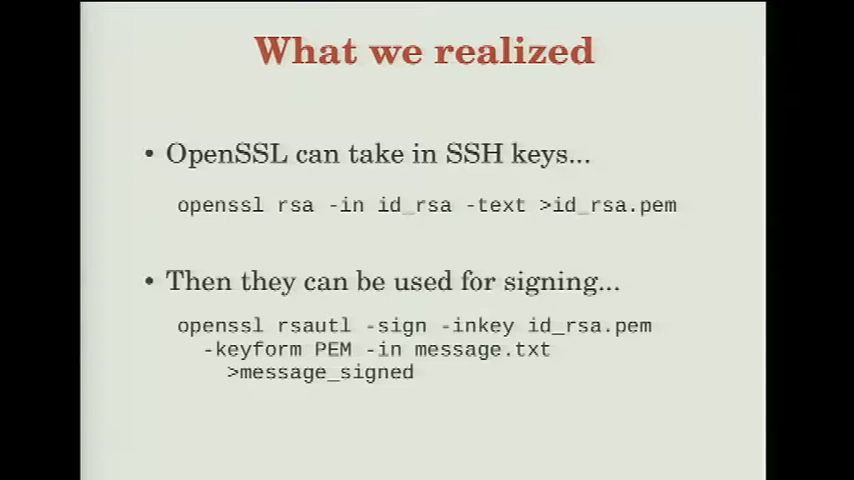 What we realized
• OpenSSL can take in SSH keys...
openssl rsa -in id_rsa -text >id_rsa.pem
• Then they can be used for signing...
openssl rsautl -sign -inkey id_rsa.pem
-keyform PEM -in message.txt
>message_signed